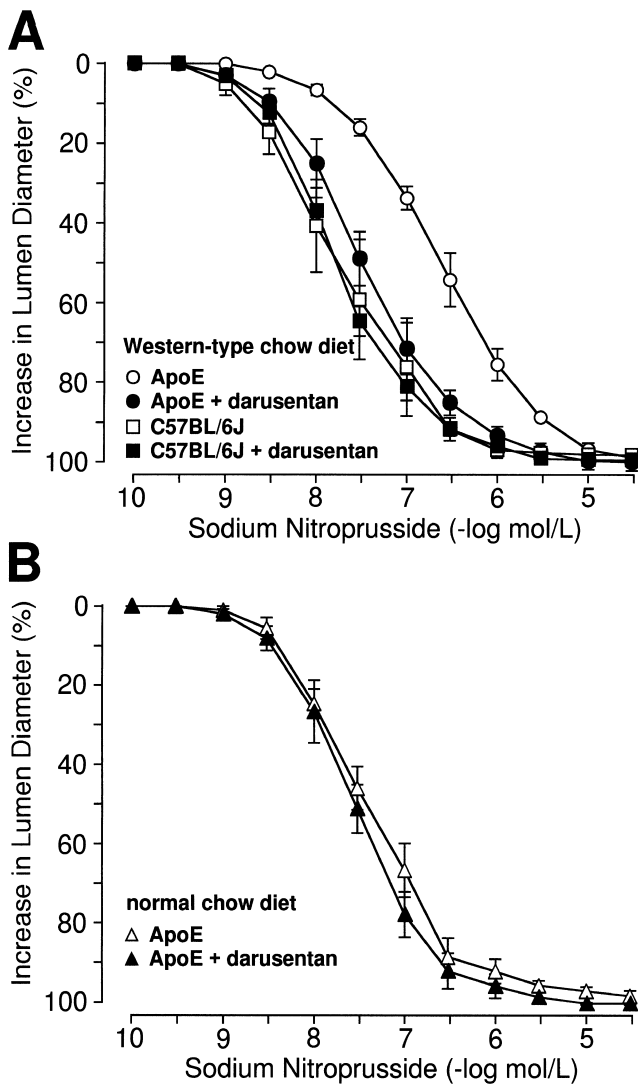 A
Increase in Lumen Diameter (%)
0
20
40
60
80
100
Western-type chow diet
ApoE
ApoE + darusentan
C57BL/6J
C57BL/6J + darusentan
10 9 8 7 6 5
Sodium Nitroprusside (-log mol/L)
B
Increase in Lumen Diameter (%)
0
20
40
60
80
100
normal chow diet
ApoE
ApoE + darusentan
10 9 8 7 6 5
Sodium Nitroprusside (-log mol/L)